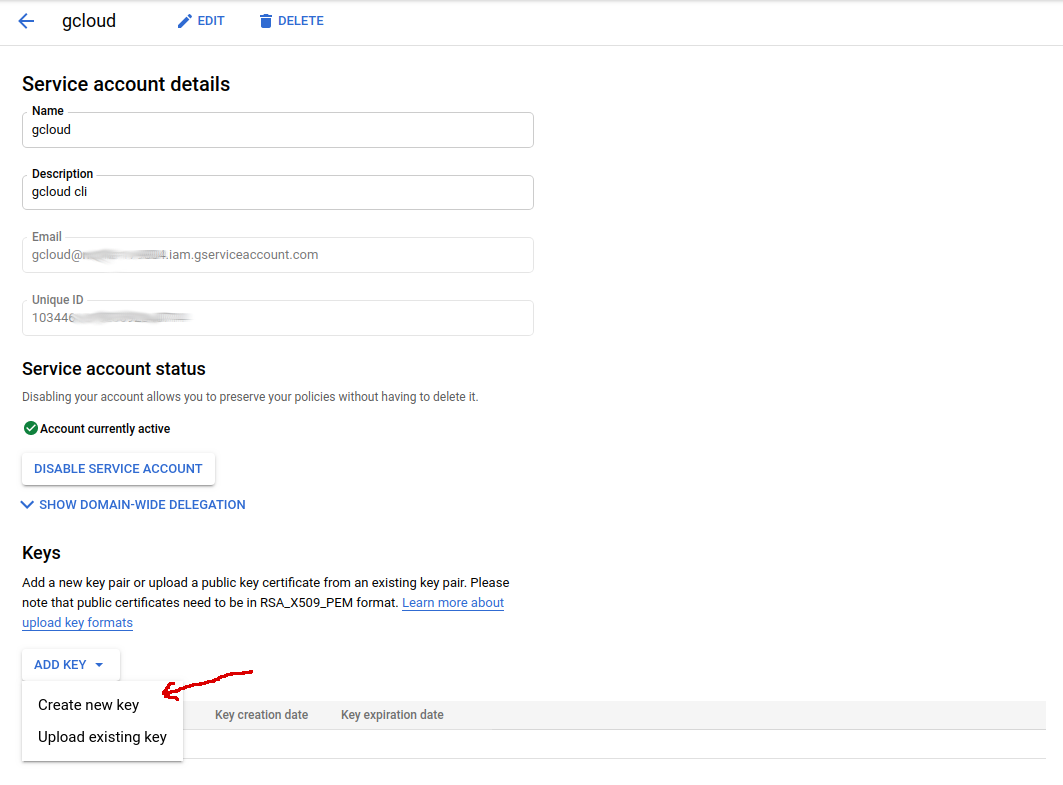 gcloud EDIT DELETE
Service account details
Name
gcloud
Description
gcloud cli
Email
gcloud@ .iam.gserviceaccount.com
Unique ID
103446
Service account status
Disabling your account allows you to preserve your policies without having to delete it.
Account currently active
DISABLE SERVICE ACCOUNT
SHOW DOMAIN-WIDE DELEGATION
Keys
Add a new key pair or upload a public key certificate from an existing key pair. Please
note that public certificates need to be in RSA_X509_PEM format. Learn more about
upload key formats
ADD KEY
Create new key
Key creation date Key expiration date
Upload existing key